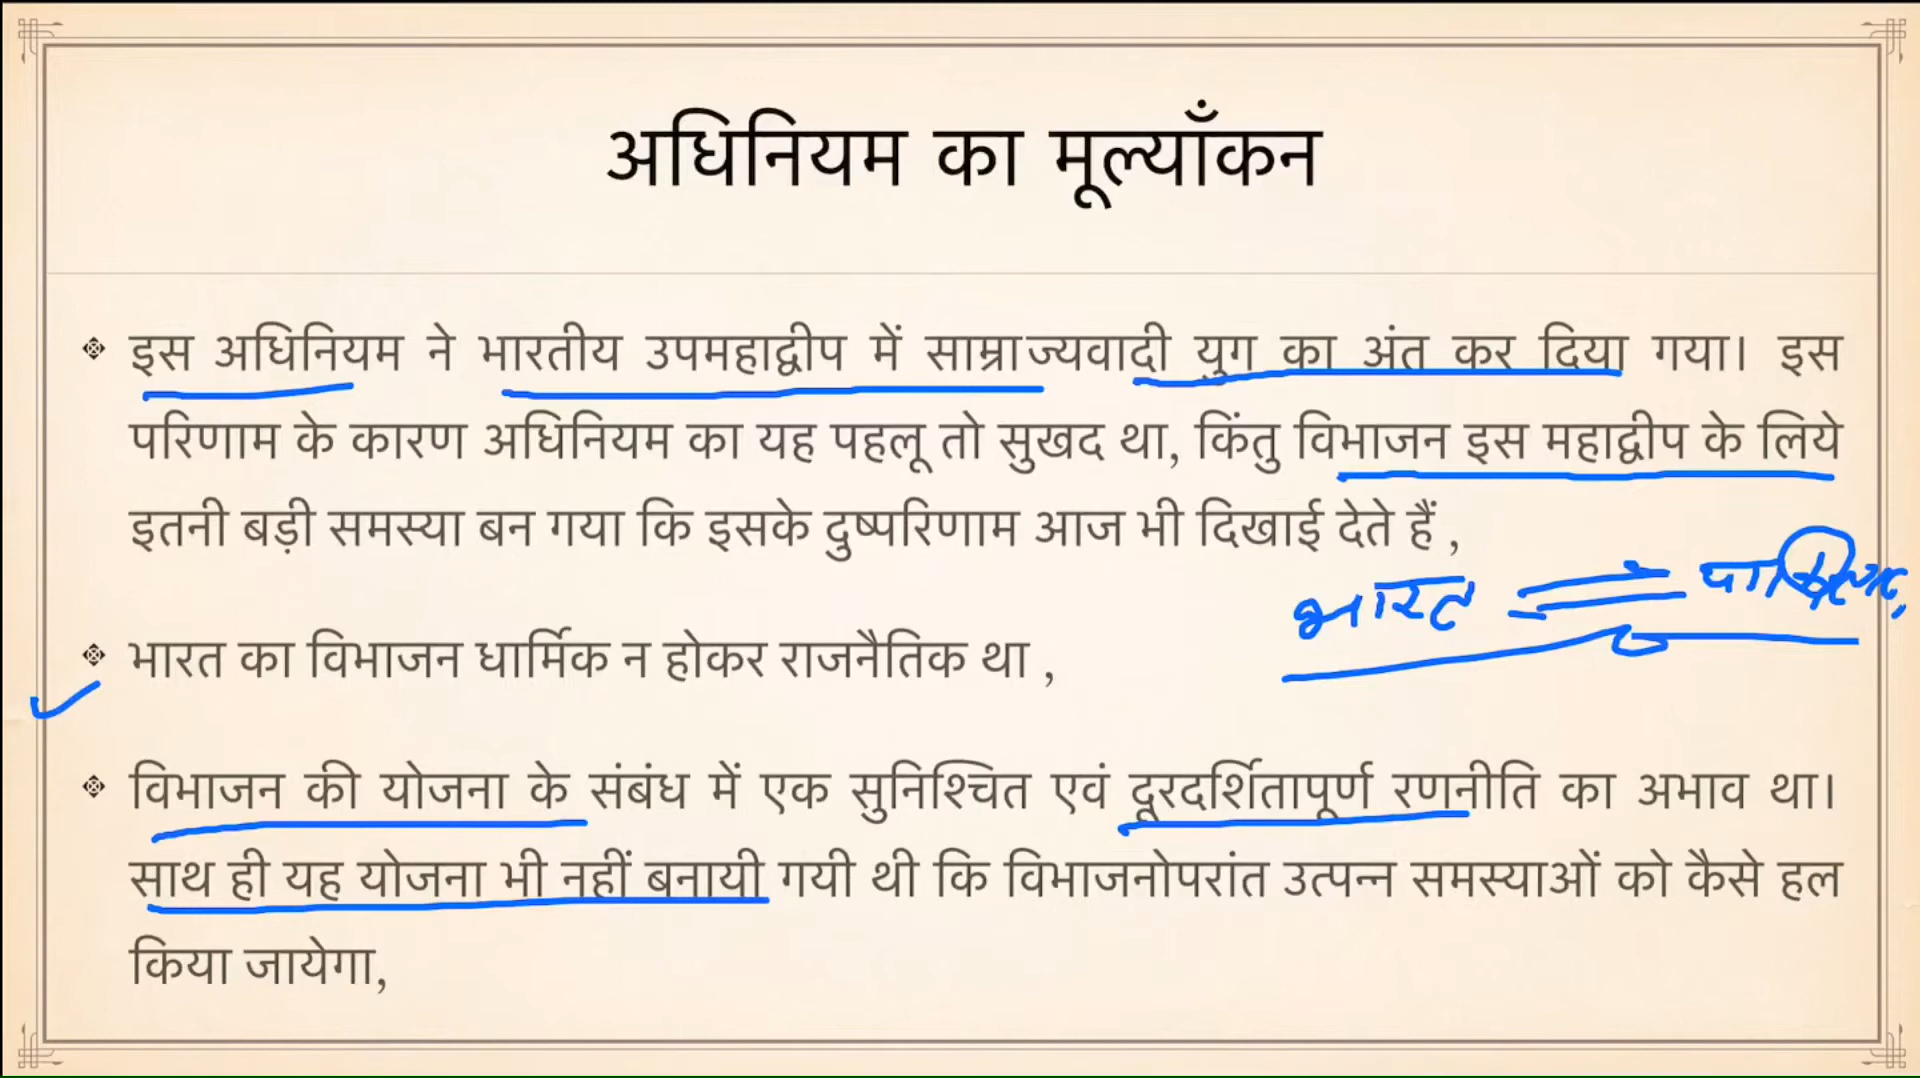 अधिनियम का मूल्याँकन
इस अधिनियम ने भारतीय उपमहाद्वीप में साम्राज्यवादी युग का अंत कर दिया गया। इस
परिणाम के कारण अधिनियम का यह पहलू तो सुखद था, किंतु विभाजन इस महाद्वीप के लिये
इतनी बड़ी समस्या बन गया कि इसके दुष्परिणाम आज भी दिखाई देते हैं ,
भारत
भारत का विभाजन धार्मिक न होकर राजनैतिक था ,
विभाजन की योजना के संबंध में एक सुनिश्चित एवं दूरदर्शितापूर्ण रणनीति का अभाव था।
साथ ही यह योजना भी नहीं बनायी गयी थी कि विभाजनोपरांत उत्पन्न समस्याओं को कैसे हल
किया जायेगा,